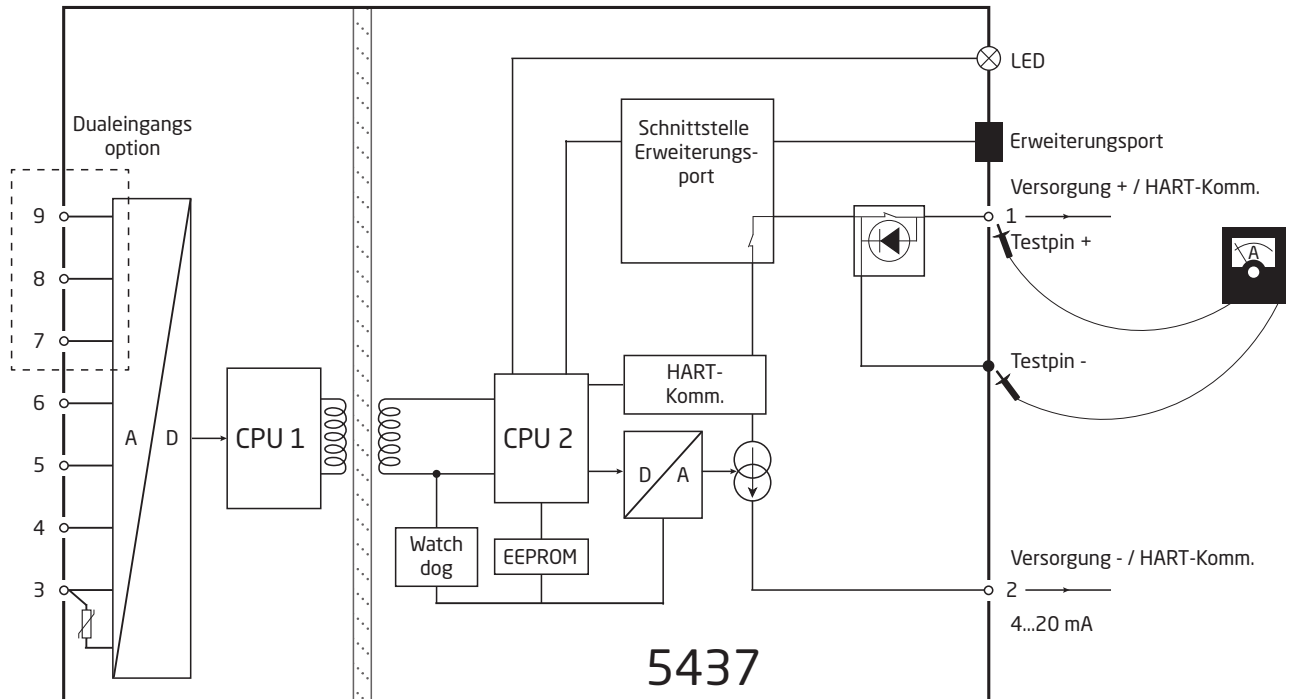 LED
Dualeingangs
option
Schnittstelle
Erweiterungs-
port
Erweiterungsport
Versorgung + / HART-Komm.
9
1
Testpin +
A
8
7
Testpin -
HART-
Komm.
6
A
D
CPU 1
CPU 2
5
D
A
4
Watch
dog
EEPROM
Versorgung - / HART-Komm.
3
2
4...20 mA
5437